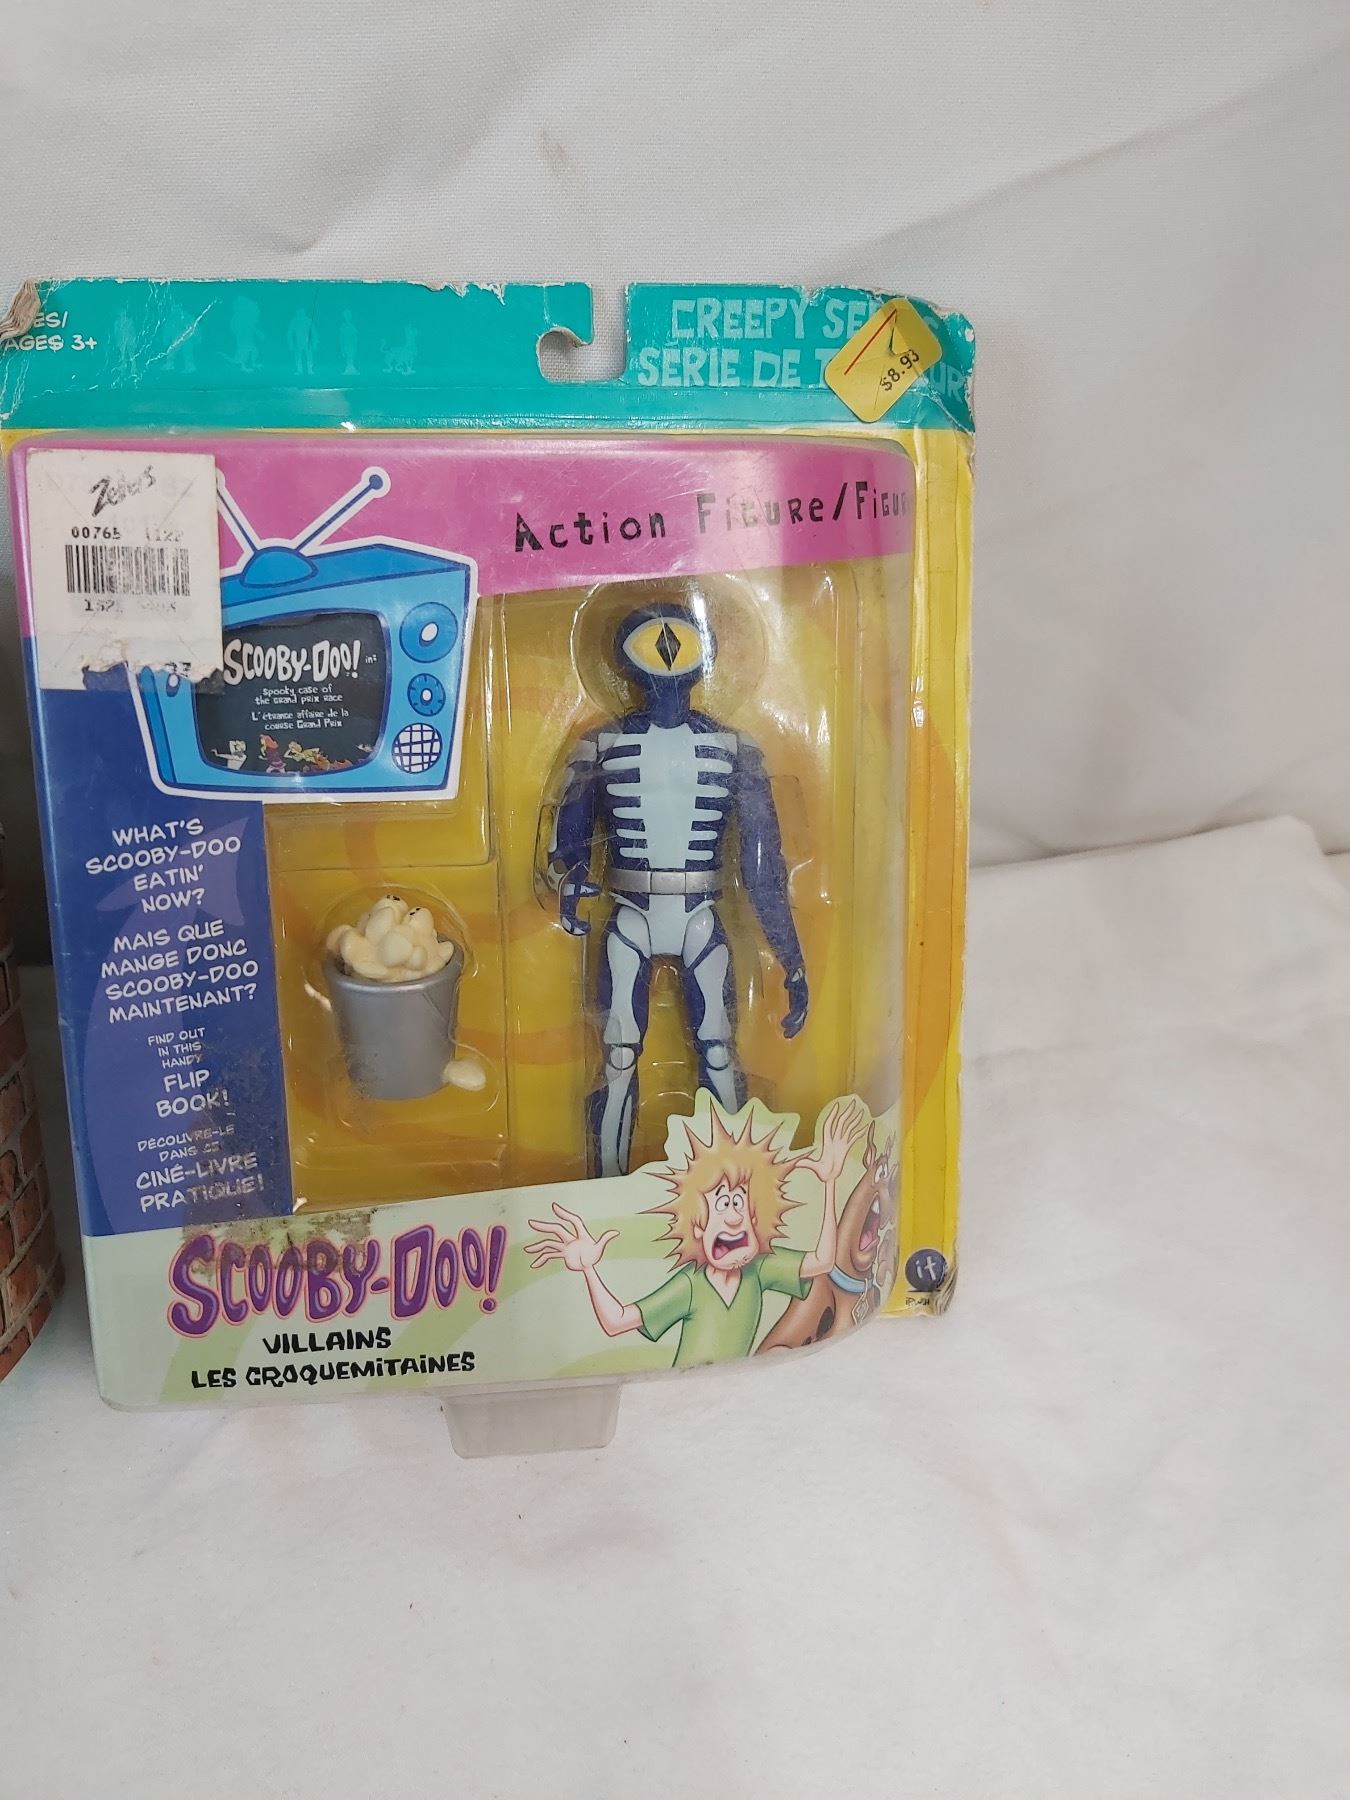 AGES 3+
CREEPY
SÉRIE DE
$8.93
Zellers
Action Figure/
SCOOBY-DOO! in:
spooky case of
the grand prix race
L'étrange affaire de la
course Grand Prix
WHAT'S
SCOOBY-DOO
EATIN'
NOW?
MAIS QUE
MANGE DONC
SCOOBY-DOO
MAINTENANT?
FIND OUT
IN THIS
HANDY
FLIP
BOOK!
DÉCOUVRE-LE
DANS CE
CINÉ-LIVRE
PRATIQUE!
SCOOBY-DOO!
VILLAINS
LES CROQUEMITAINES
it
IRWIN